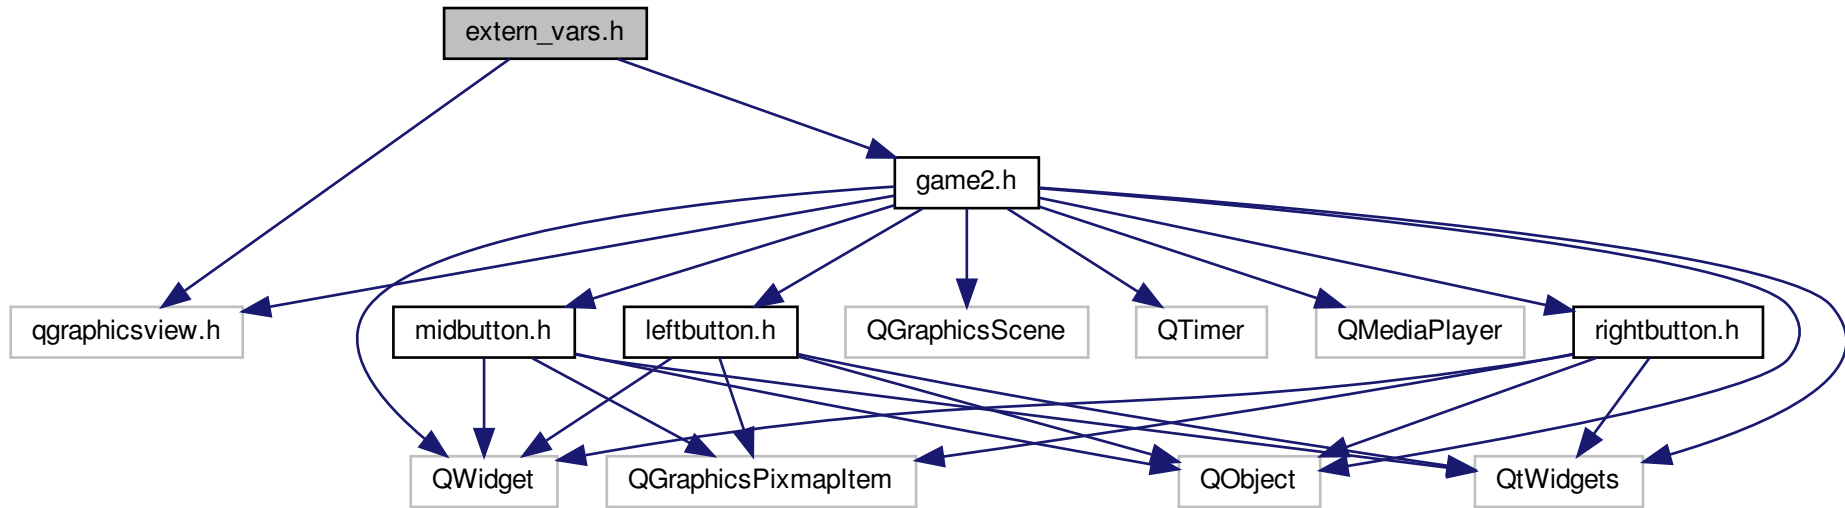 extern_vars.h
game2.h
qgraphicsview.h
midbutton.h
leftbutton.h
QGraphicsScene
QTimer
QMediaPlayer
rightbutton.h
QWidget
QGraphicsPixmapItem
QObject
QtWidgets